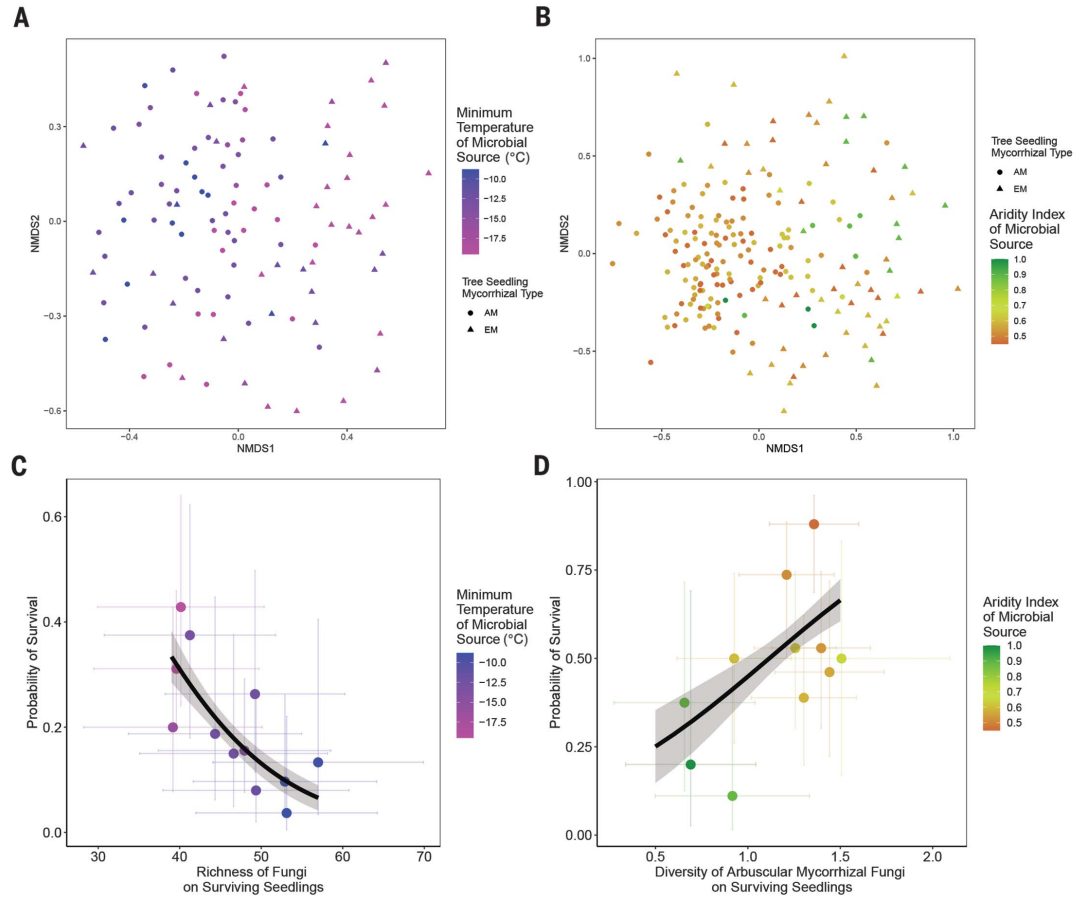 A
0.3
0.0
−0.3
−0.6
NMDS2
−0.4
0.0
0.4
NMDS1
Minimum
Temperature
of Microbial
Source (°C)
−10.0
−12.5
−15.0
−17.5
Tree Seedling
Mycorrhizal Type
AM
EM
B
1.0
0.5
0.0
−0.5
NMDS2
−0.5
0.0
0.5
1.0
NMDS1
Tree Seedling
Mycorrhizal Type
AM
EM
Aridity Index
of Microbial
Source
1.0
0.9
0.8
0.7
0.6
0.5
C
0.6
0.4
0.2
0.0
Probability of Survival
30
40
50
60
70
Richness of Fungi
on Surviving Seedlings
Minimum
Temperature
of Microbial
Source (°C)
−10.0
−12.5
−15.0
−17.5
D
1.00
0.75
0.50
0.25
0.00
Probability of Survival
0.5
1.0
1.5
2.0
Diversity of Arbuscular Mycorrhizal Fungi
on Surviving Seedlings
Aridity Index
of Microbial
Source
1.0
0.9
0.8
0.7
0.6
0.5